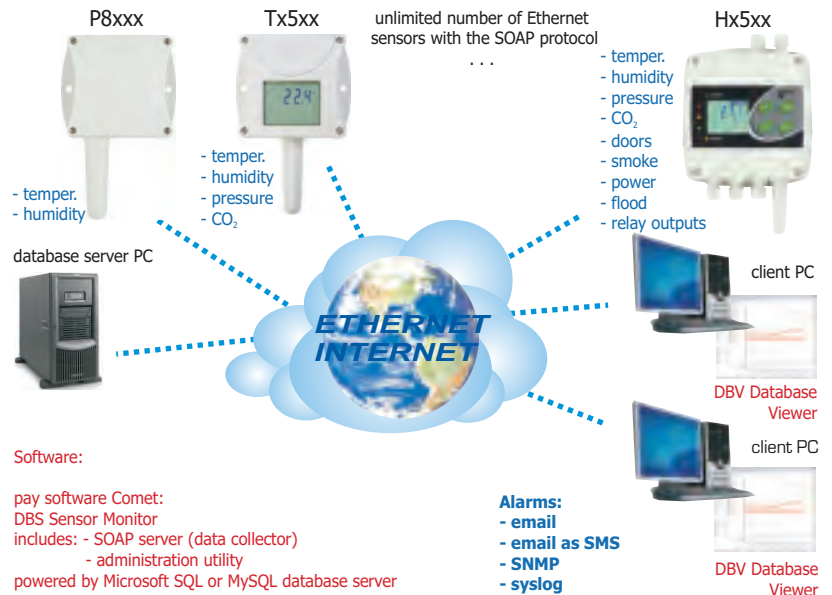 P8xxx
Tx5xx
unlimited number of Ethernet
sensors with the SOAP protocol
. . .
Hx5xx
22.4
- temper.
- humidity
- temper.
- humidity
- pressure
- CO₂
- temper.
- humidity
- pressure
- CO₂
- doors
- smoke
- power
- flood
- relay outputs
database server PC
ETHERNET
INTERNET
client PC
DBV Database
Viewer
client PC
DBV Database
Viewer
Software:
pay software Comet:
DBS Sensor Monitor
includes: - SOAP server (data collector)
- administration utility
powered by Microsoft SQL or MySQL database server
Alarms:
- email
- email as SMS
- SNMP
- syslog